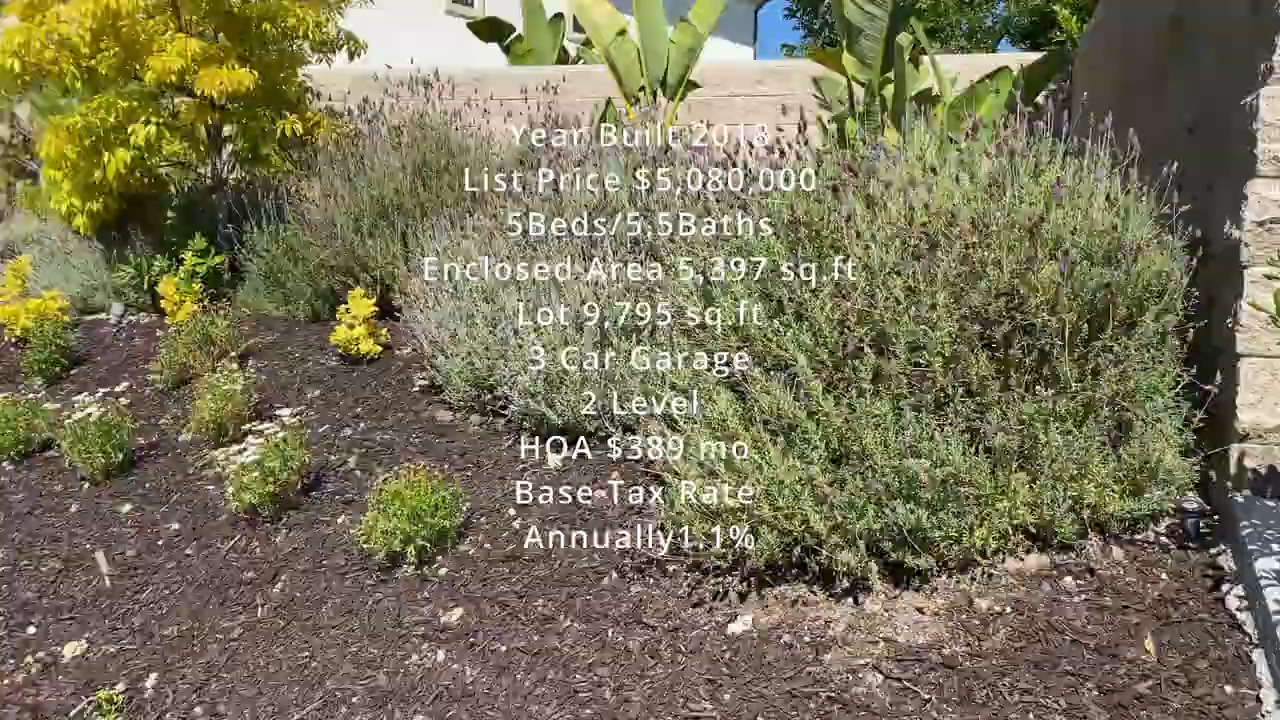 Year Built 2018
List Price $5,080,000
5Beds/5.5Baths
Enclosed Area 5,397 sq.ft
Lot 9,795 sq.ft.
3 Car Garage
2 Level
HOA $389 mo
Base Tax Rate
Annually1.1%